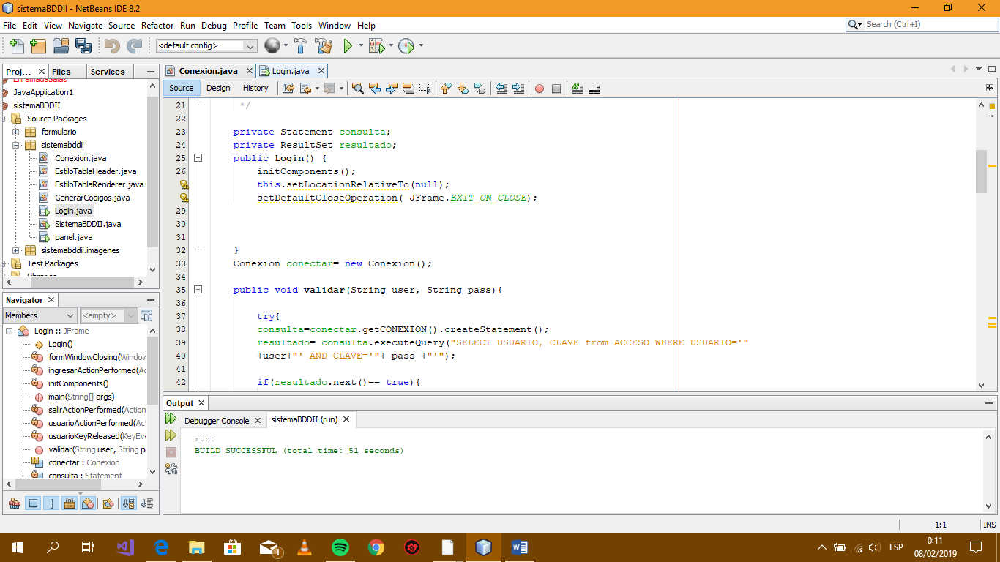 sistemaBDDII - NetBeans IDE 8.2
File Edit View Navigate Source Refactor Run Debug Profile Team Tools Window Help
Search (Ctrl+I)
<default config>
Proj... Files Services
EnramadaSalas
JavaApplication1
sistemaBDDII
Source Packages
formulario
sistemabddii
Conexion.java
EstiloTablaHeader.java
EstiloTablaRenderer.java
GenerarCodigos.java
Login.java
SistemaBDDII.java
panel.java
sistemabddii.imagenes
Test Packages
Libraries
Navigator
Members <empty>
Login :: JFrame
Login()
formWindowClosing(Window
ingresarActionPerformed(Ac
initComponents()
main(String[] args)
salirActionPerformed(Action
usuarioActionPerformed(Act
usuarioKeyReleased(KeyEve
validar(String user, String pa
conectar : Conexion
consulta : Statement
Conexion.java Login.java
Source Design History
21 */
22
23 private Statement consulta;
24 private ResultSet resultado;
25 public Login() {
26 initComponents();
this.setLocationRelativeTo(null);
setDefaultCloseOperation( JFrame.EXIT_ON_CLOSE);
29
30
31
32 }
33 Conexion conectar= new Conexion();
34
35 public void validar(String user, String pass){
36
37 try{
38 consulta=conectar.getCONEXION().createStatement();
39 resultado= consulta.executeQuery("SELECT USUARIO, CLAVE from ACCESO WHERE USUARIO='"
40 +user+"' AND CLAVE='"+ pass +"'");
41
42 if(resultado.next()== true){
Output
Debugger Console sistemaBDDII (run)
run:
BUILD SUCCESSFUL (total time: 51 seconds)
1:1 INS
1
ESP
0:11
08/02/2019